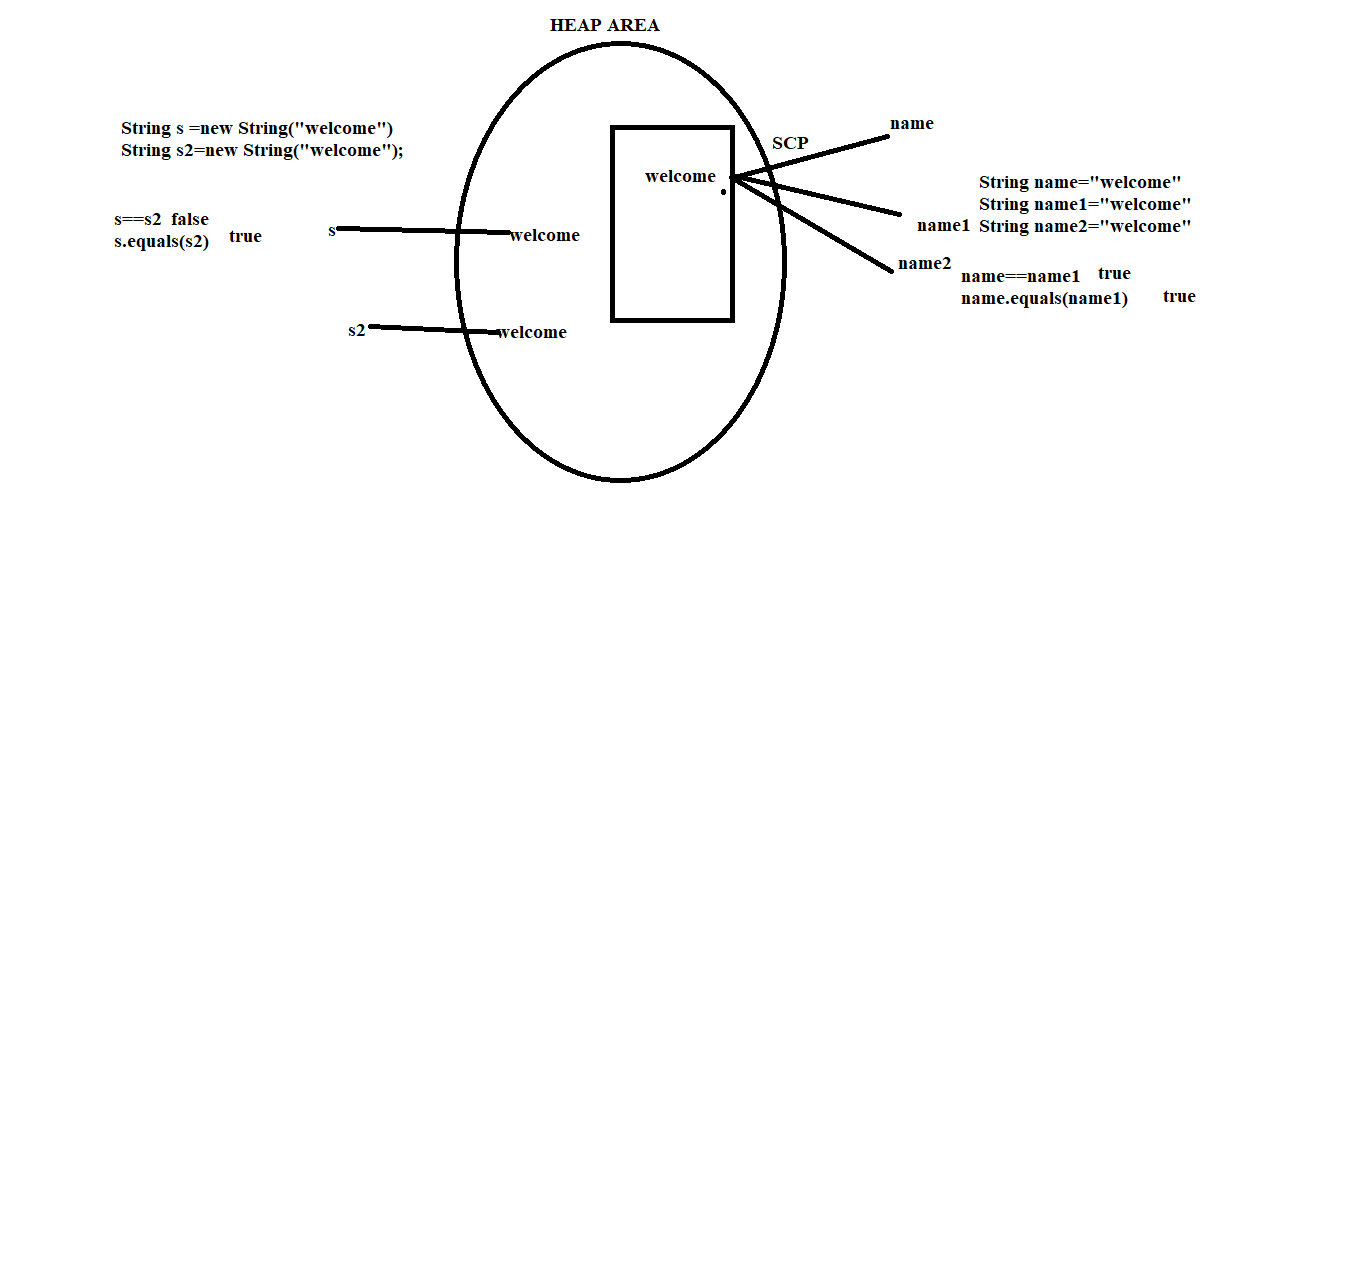 HEAP AREA
String s =new String("welcome")
String s2=new String("welcome");
s==s2  false
s.equals(s2)   true
s
welcome
s2
welcome
welcome
SCP
name
name1
name2
String name="welcome"
String name1="welcome"
String name2="welcome"
name==name1   true
name.equals(name1)   true